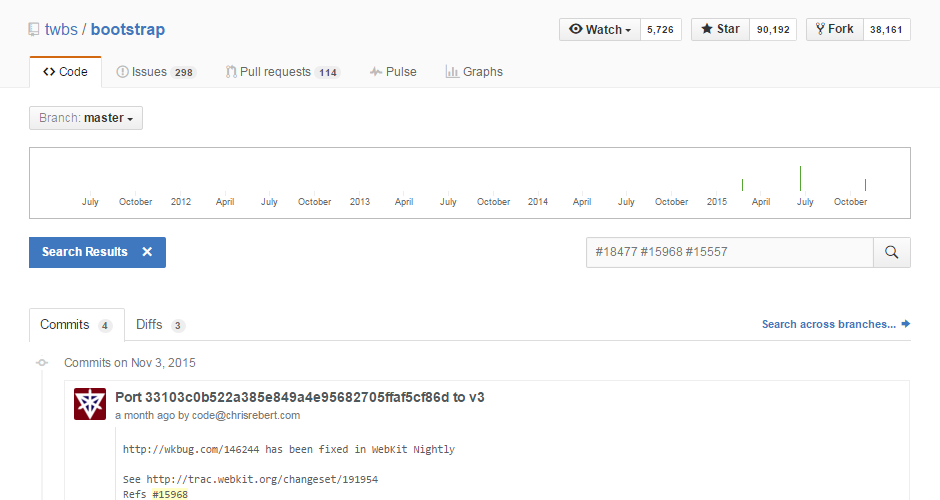 twbs / bootstrap
Watch 5,726 Star 90,192 Fork 38,161
Code Issues 298 Pull requests 114 Pulse Graphs
Branch: master
July October 2012 April July October 2013 April July October 2014 April July October 2015 April July October
Search Results #18477 #15968 #15557
Commits 4 Diffs 3 Search across branches...
Commits on Nov 3, 2015
Port 33103c0b522a385e849a4e95682705ffaf5cf86d to v3
a month ago by code@chrisrebert.com
http://wkbug.com/146244 has been fixed in WebKit Nightly
See http://trac.webkit.org/changeset/191954
Refs #15968